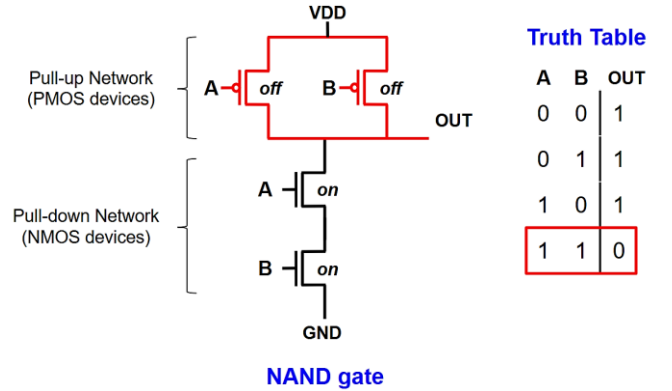 VDD
Truth Table
Pull-up Network
(PMOS devices)
A
off
B
off
OUT
A B OUT
0 0 1
0 1 1
1 0 1
1 1 0
Pull-down Network
(NMOS devices)
A
on
B
on
GND
NAND gate